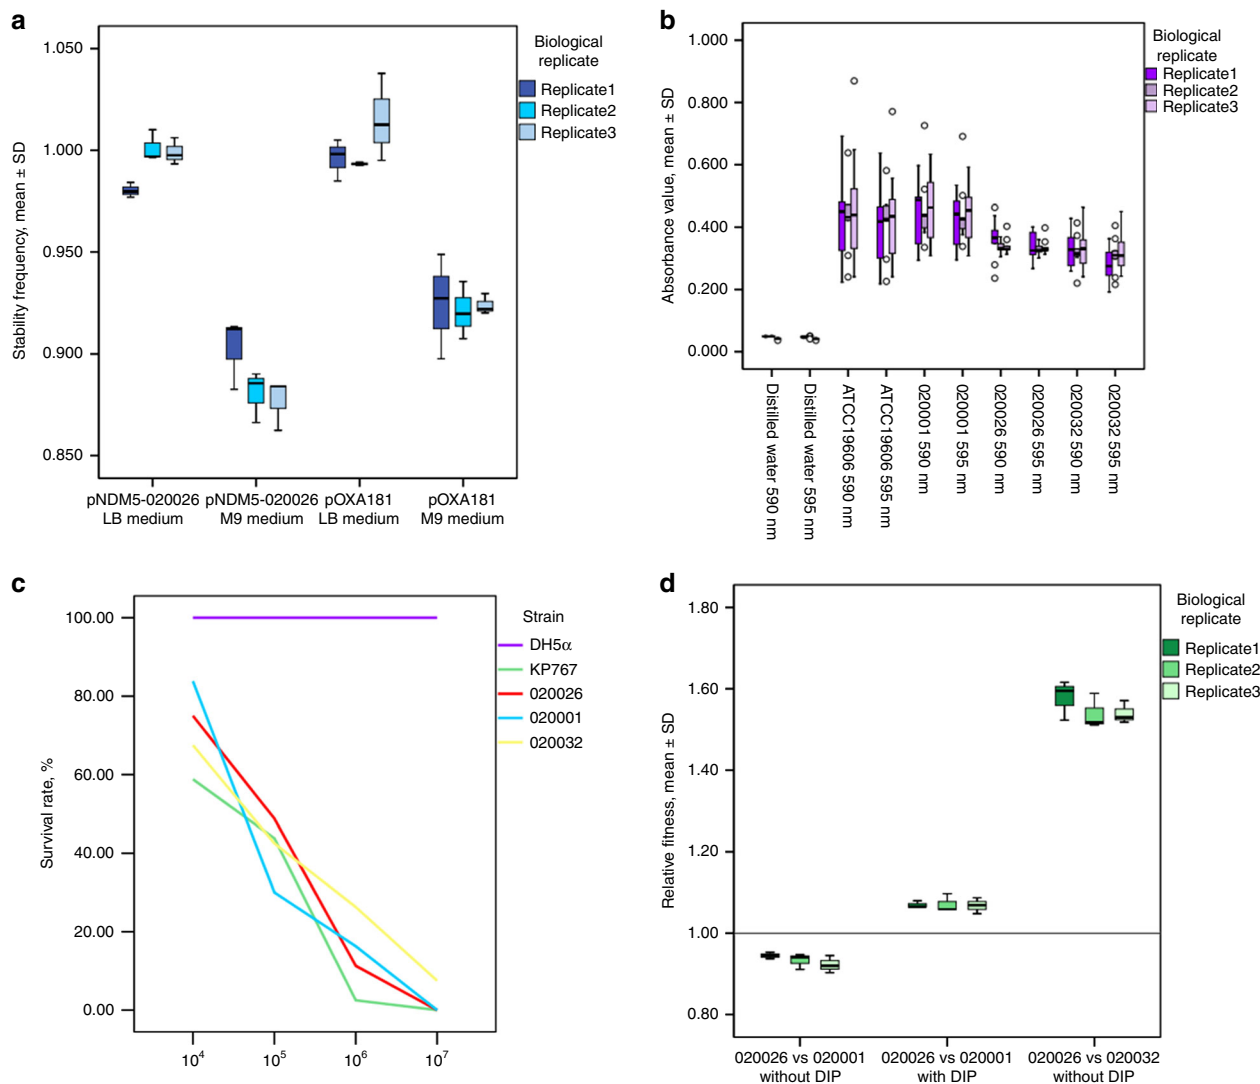 a
Stability frequency, mean ± SD
1.050
1.000
0.950
0.900
0.850
pNDM5-020026
LB medium
pNDM5-020026
M9 medium
pOXA181
LB medium
pOXA181
M9 medium
Biological
replicate
Replicate1
Replicate2
Replicate3
b
Absorbance value, mean ± SD
1.000
0.800
0.600
0.400
0.200
0.000
Distilled water 590 nm
Distilled water 595 nm
ATCC19606 590 nm
ATCC19606 595 nm
020001 590 nm
020001 595 nm
020026 590 nm
020026 595 nm
020032 590 nm
020032 595 nm
Biological
replicate
Replicate1
Replicate2
Replicate3
c
Survival rate, %
100.00
80.00
60.00
40.00
20.00
0.00
10⁴
10⁵
10⁶
10⁷
Strain
DH5α
KP767
020026
020001
020032
d
Relative fitness, mean ± SD
1.80
1.60
1.40
1.20
1.00
0.80
020026 vs 020001
without DIP
020026 vs 020001
with DIP
020026 vs 020032
without DIP
Biological
replicate
Replicate1
Replicate2
Replicate3